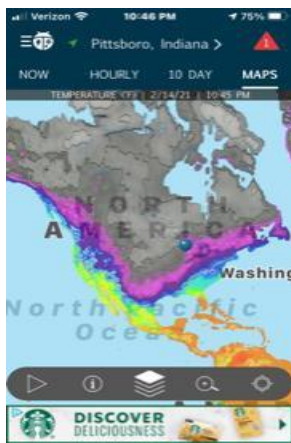 Verizon 10:46 PM 75%
Pittsboro, Indiana >
1
NOW HOURLY 10 DAY MAPS
TEMPERATURE (°F) | 2/14/21 | 10:45 PM
NORTH
AMERICA
Washing
North Pacific
Ocea
DISCOVER
DELICIOUSNESS